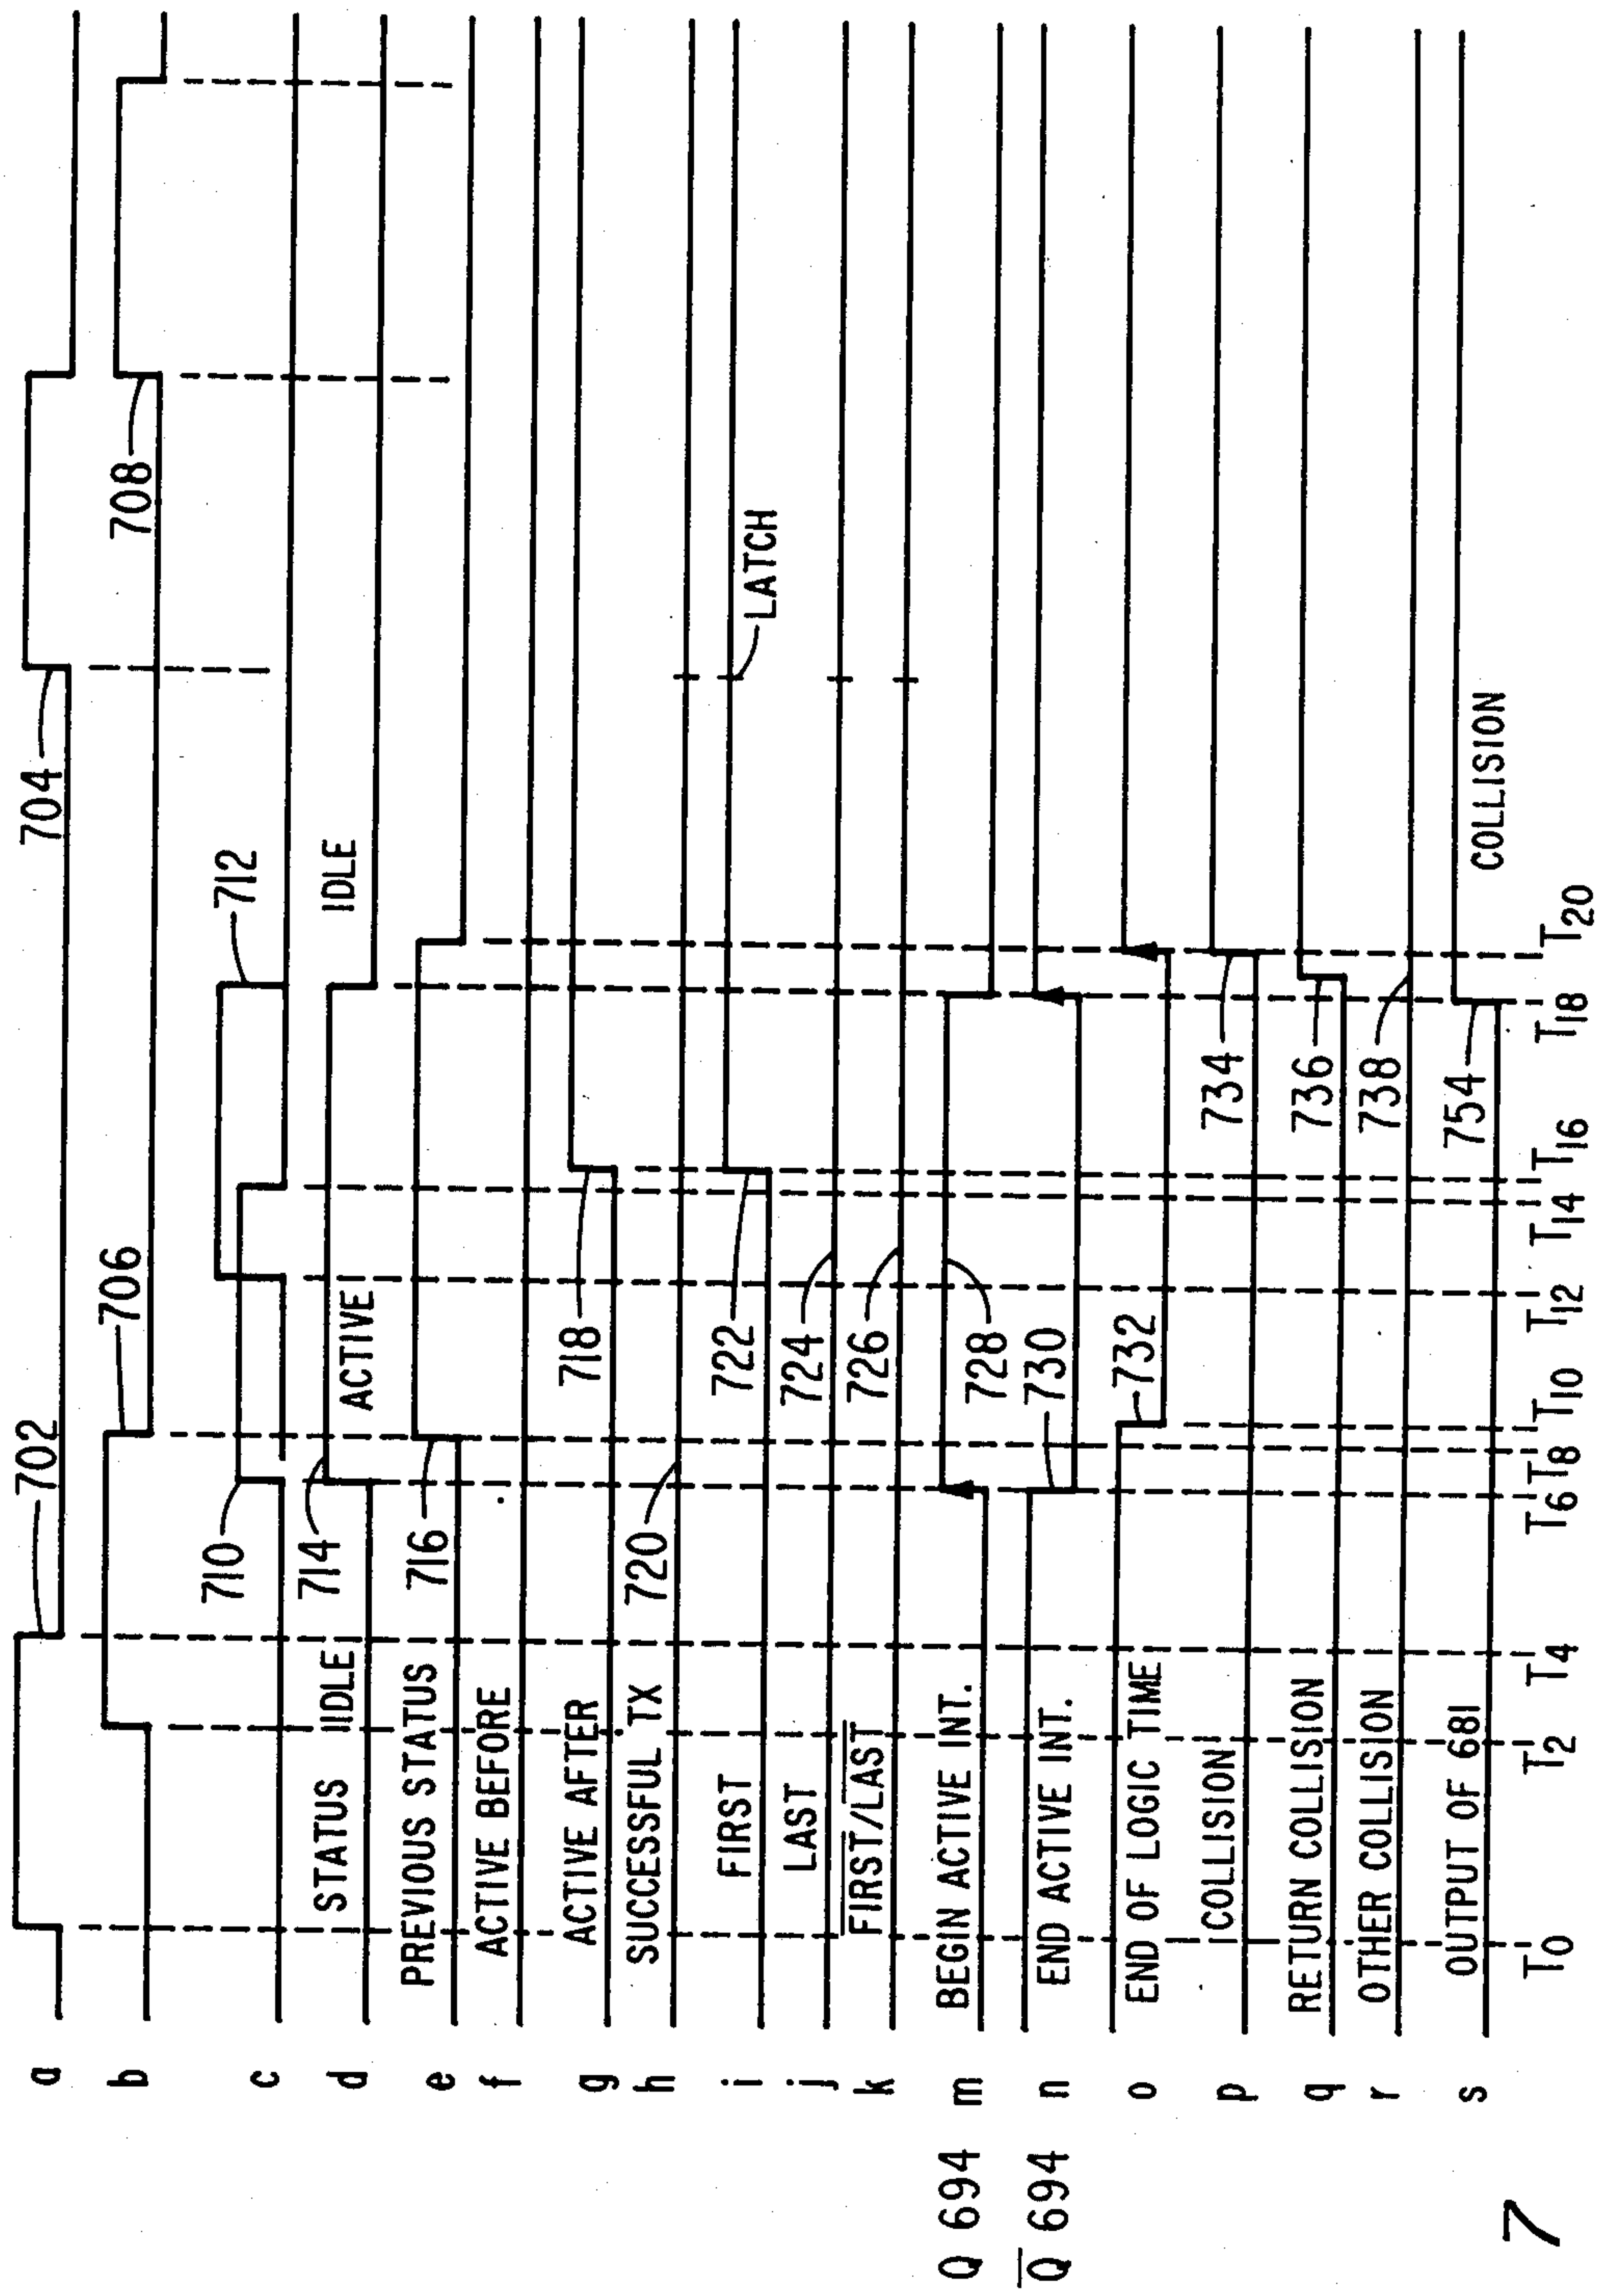 a 702 704
b 706 708
c 710 712
d STATUS IDLE 714 ACTIVE IDLE
e PREVIOUS STATUS 716
f ACTIVE BEFORE
g ACTIVE AFTER 718
h SUCCESSFUL TX 720
i FIRST 722 LATCH
j LAST 724
k FIRST/LAST 726
Q 694 m BEGIN ACTIVE INT. 728
Q 694 n END ACTIVE INT. 730
o END OF LOGIC TIME 732
p COLLISION 734
q RETURN COLLISION 736
r OTHER COLLISION 738
s OUTPUT OF 681 754 COLLISION
T0 T2 T4 T6 T8 T10 T12 T14 T16 T18 T20
7